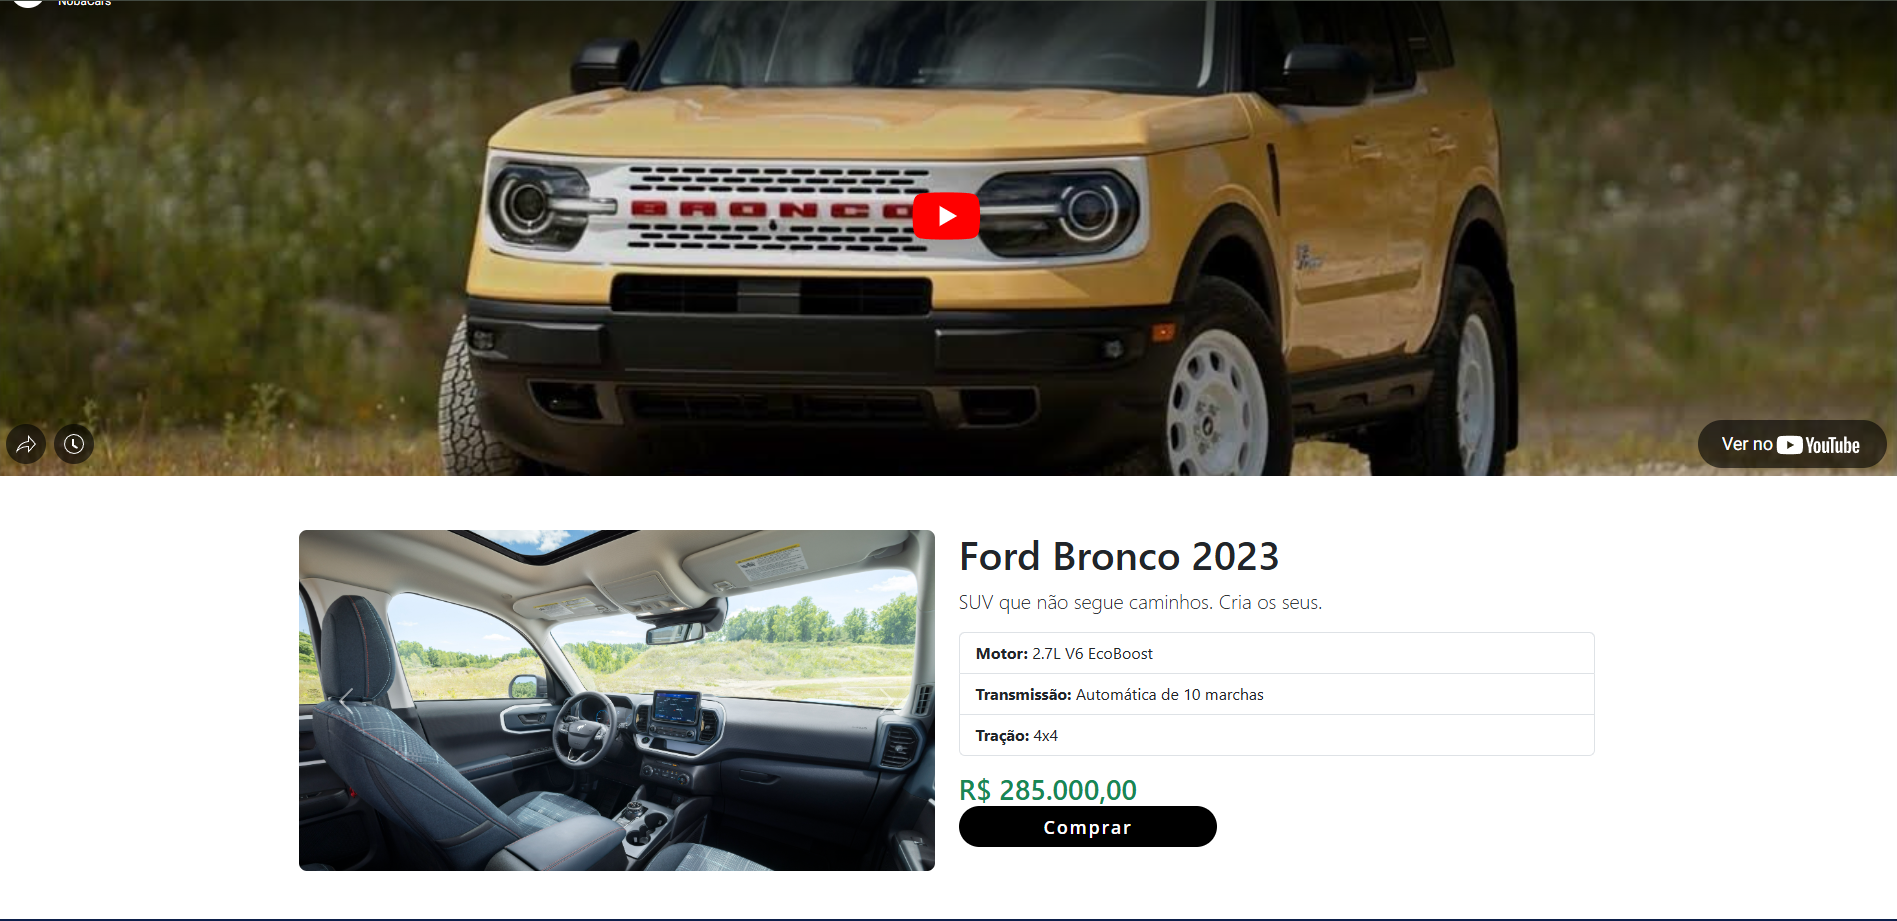 NobaCars
BRONCO
Ver no YouTube
Ford Bronco 2023
SUV que não segue caminhos. Cria os seus.
Motor: 2.7L V6 EcoBoost
Transmissão: Automática de 10 marchas
Tração: 4x4
R$ 285.000,00
Comprar